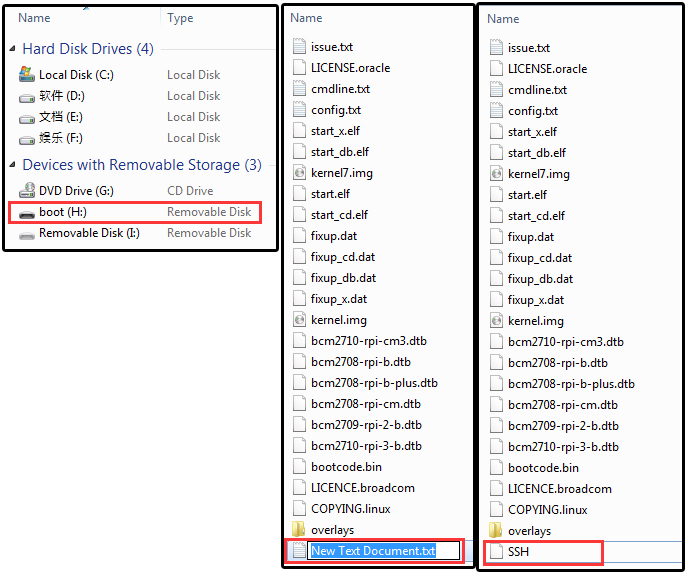 Name Type
Hard Disk Drives (4)
Local Disk (C:) Local Disk
软件 (D:) Local Disk
文档 (E:) Local Disk
娱乐 (F:) Local Disk
Devices with Removable Storage (3)
DVD Drive (G:) CD Drive
boot (H:) Removable Disk
Removable Disk (I:) Removable Disk
Name
issue.txt
LICENSE.oracle
cmdline.txt
config.txt
start_x.elf
start_db.elf
kernel7.img
start.elf
start_cd.elf
fixup.dat
fixup_cd.dat
fixup_db.dat
fixup_x.dat
kernel.img
bcm2710-rpi-cm3.dtb
bcm2708-rpi-b.dtb
bcm2708-rpi-b-plus.dtb
bcm2708-rpi-cm.dtb
bcm2709-rpi-2-b.dtb
bcm2710-rpi-3-b.dtb
bootcode.bin
LICENCE.broadcom
COPYING.linux
overlays
New Text Document.txt
Name
issue.txt
LICENSE.oracle
cmdline.txt
config.txt
start_x.elf
start_db.elf
kernel7.img
start.elf
start_cd.elf
fixup.dat
fixup_cd.dat
fixup_db.dat
fixup_x.dat
kernel.img
bcm2710-rpi-cm3.dtb
bcm2708-rpi-b.dtb
bcm2708-rpi-b-plus.dtb
bcm2708-rpi-cm.dtb
bcm2709-rpi-2-b.dtb
bcm2710-rpi-3-b.dtb
bootcode.bin
LICENCE.broadcom
COPYING.linux
overlays
SSH